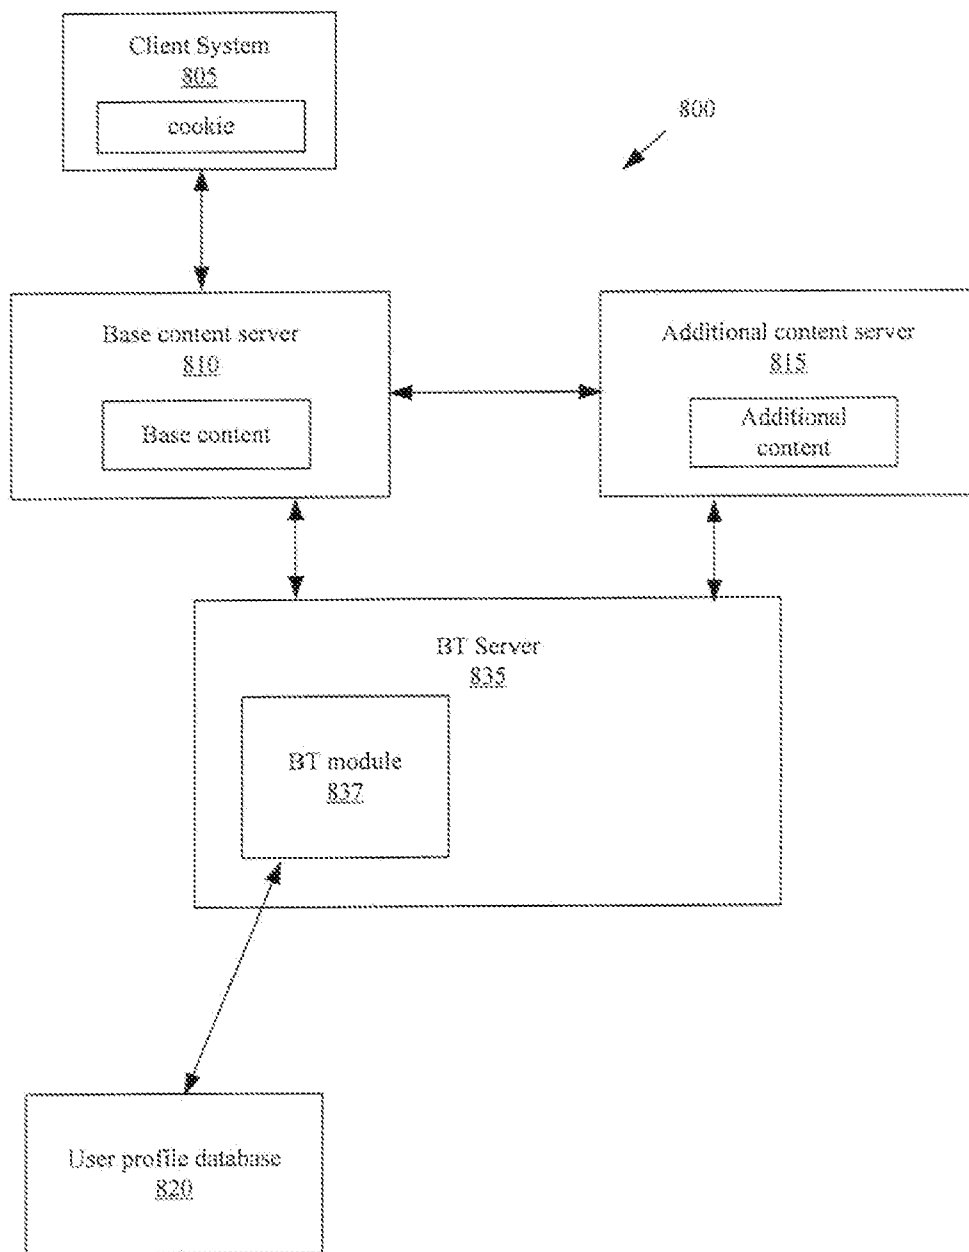 Client System
805
cookie
800
Base content server
810
Base content
Additional content server
815
Additional
content
BT Server
835
BT module
837
User profile database
820